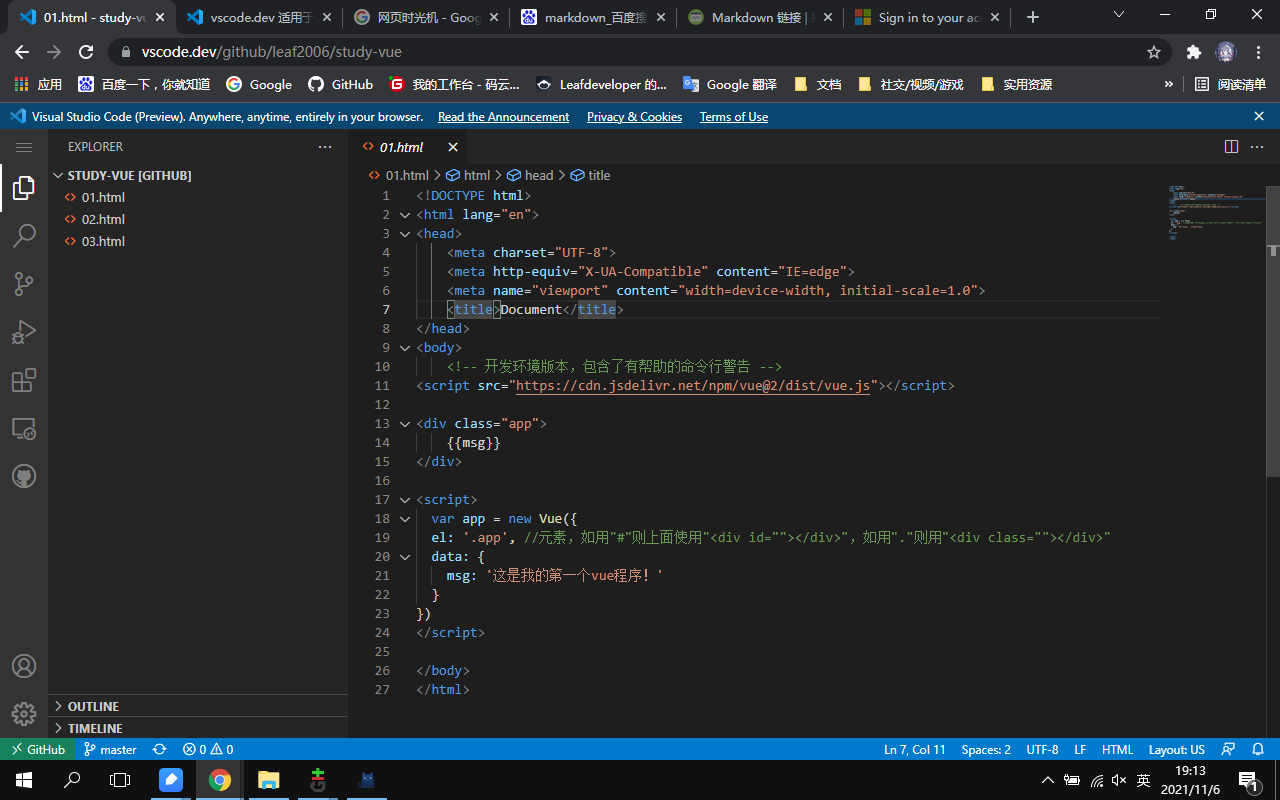 01.html - study-vu
vscode.dev 适用于
网页时光机 - Goog
markdown_百度搜
Markdown 链接 |
Sign in to your acc
vscode.dev/github/leaf2006/study-vue
应用
百度一下，你就知道
Google
GitHub
我的工作台 - 码云...
Leafdeveloper 的...
Google 翻译
文档
社交/视频/游戏
实用资源
»
阅读清单
Visual Studio Code (Preview). Anywhere, anytime, entirely in your browser. Read the Announcement Privacy & Cookies Terms of Use
EXPLORER
STUDY-VUE [GITHUB]
01.html
02.html
03.html
OUTLINE
TIMELINE
01.html
01.html > html > head > title
1 <!DOCTYPE html>
2 <html lang="en">
3 <head>
4 <meta charset="UTF-8">
5 <meta http-equiv="X-UA-Compatible" content="IE=edge">
6 <meta name="viewport" content="width=device-width, initial-scale=1.0">
7 <title>Document</title>
8 </head>
9 <body>
10 <!-- 开发环境版本，包含了有帮助的命令行警告 -->
11 <script src="https://cdn.jsdelivr.net/npm/vue@2/dist/vue.js"></script>
12
13 <div class="app">
14 {{msg}}
15 </div>
16
17 <script>
18 var app = new Vue({
19 el: '.app', //元素，如用"#"则上面使用"<div id=""></div>"，如用"."则用"<div class=""></div>"
20 data: {
21 msg: '这是我的第一个vue程序！'
22 }
23 })
24 </script>
25
26 </body>
27 </html>
GitHub
master
0
0
Ln 7, Col 11
Spaces: 2
UTF-8
LF
HTML
Layout: US
英
19:13
2021/11/6
1